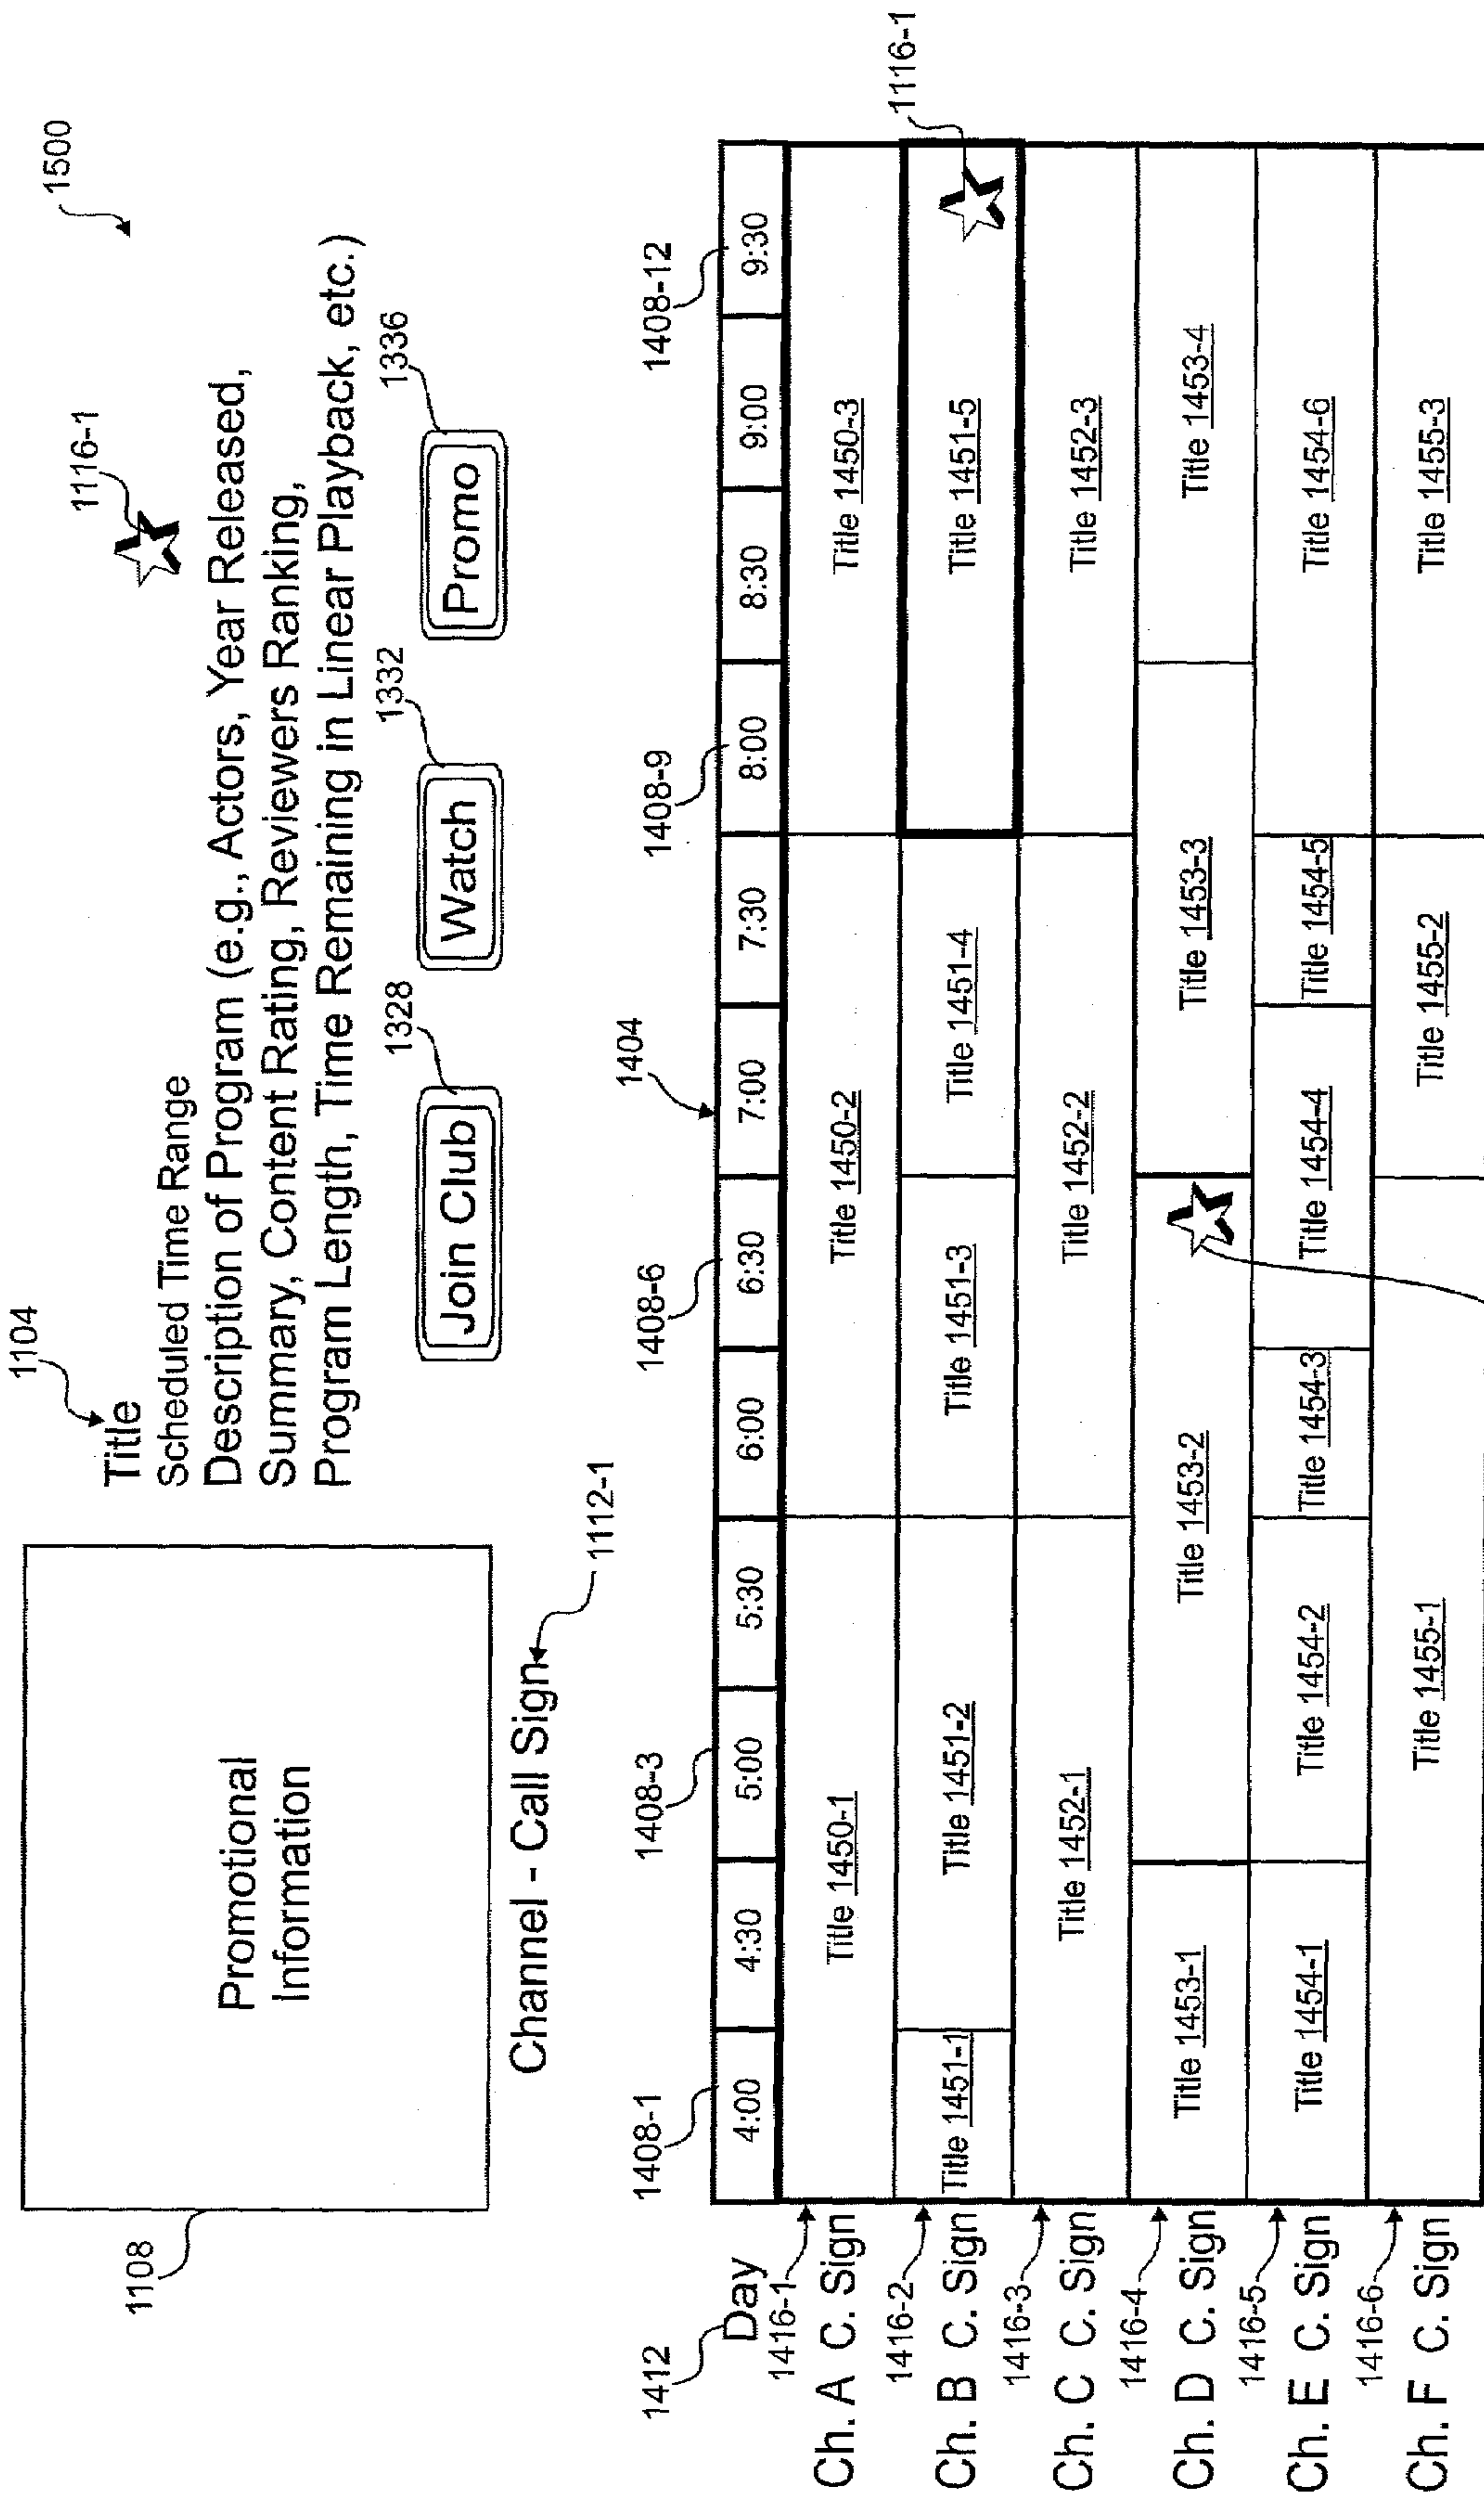 1500
1104
Title
1116-1
Scheduled Time Range
Description of Program (e.g., Actors, Year Released,
Summary, Content Rating, Reviewers Ranking,
Program Length, Time Remaining in Linear Playback, etc.)
1108
Promotional
Information
Channel - Call Sign
1112-1
1328
1332
1336
Join Club
Watch
Promo
1404
1408-1
1408-3
1408-6
1408-9
1408-12
1412
Day
4:00 4:30 5:00 5:30 6:00 6:30 7:00 7:30 8:00 8:30 9:00 9:30
1416-1
Ch. A C. Sign
Title 1450-1
Title 1450-2
Title 1450-3
1116-1
1416-2
Ch. B C. Sign
Title 1451-1
Title 1451-2
Title 1451-3
Title 1451-4
Title 1451-5
1416-3
Ch. C C. Sign
Title 1452-1
Title 1452-2
Title 1452-3
1416-4
Ch. D C. Sign
Title 1453-1
Title 1453-2
Title 1453-3
Title 1453-4
1416-5
Ch. E C. Sign
Title 1454-1
Title 1454-2
Title 1454-3
Title 1454-4
Title 1454-5
Title 1454-6
1416-6
Ch. F C. Sign
Title 1455-1
Title 1455-2
Title 1455-3